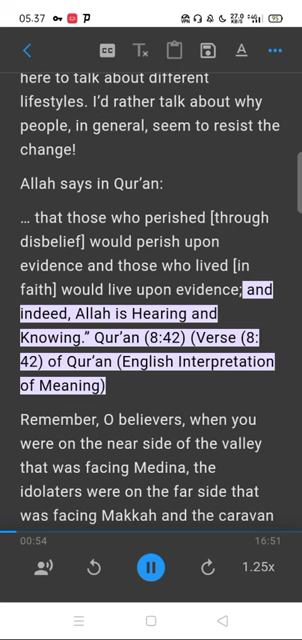 05.37
27.0 KB/S
CC
A
here to talk about different
lifestyles. I'd rather talk about why
people, in general, seem to resist the
change!
Allah says in Qur'an:
… that those who perished [through
disbelief] would perish upon
evidence and those who lived [in
faith] would live upon evidence; and
indeed, Allah is Hearing and
Knowing.” Qur'an (8:42) (Verse (8:
42) of Qur'an (English Interpretation
of Meaning)
Remember, O believers, when you
were on the near side of the valley
that was facing Medina, the
idolaters were on the far side that
was facing Makkah and the caravan
00:54 16:51
1.25x